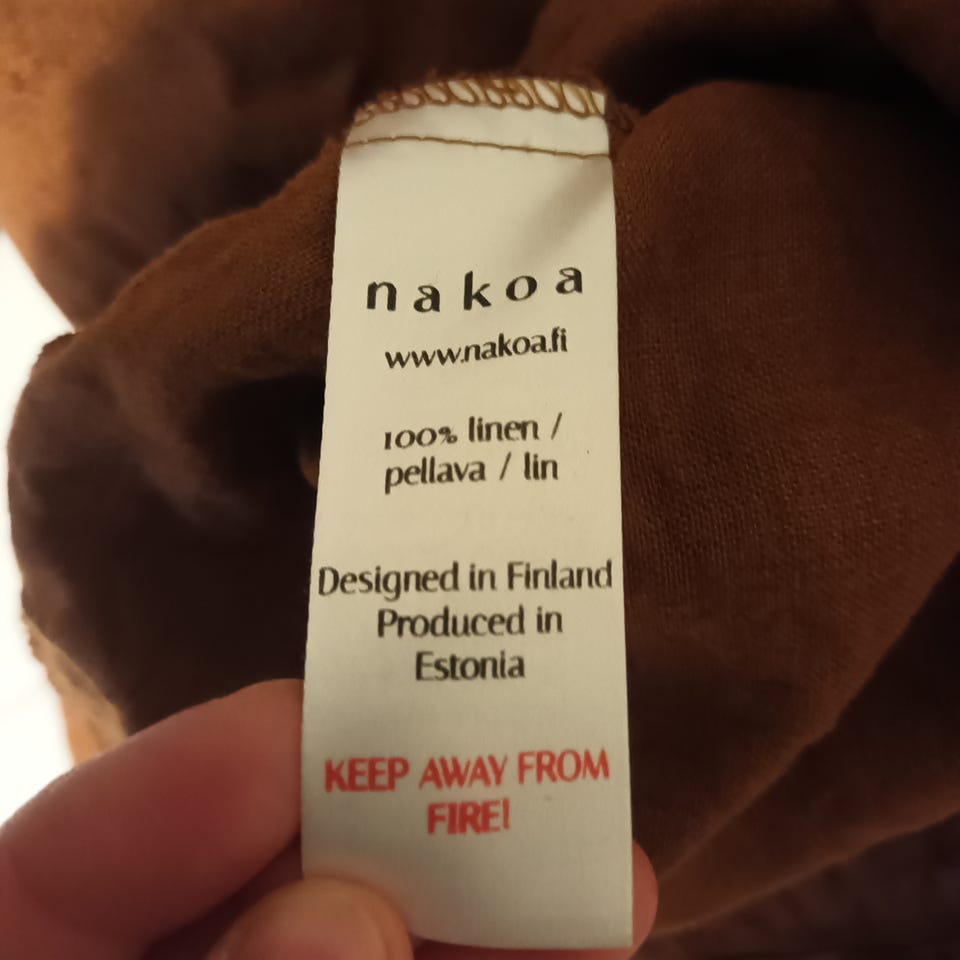 nakoa
www.nakoa.fi
100% linen /
pellava / lin
Designed in Finland
Produced in
Estonia
KEEP AWAY FROM
FIRE!